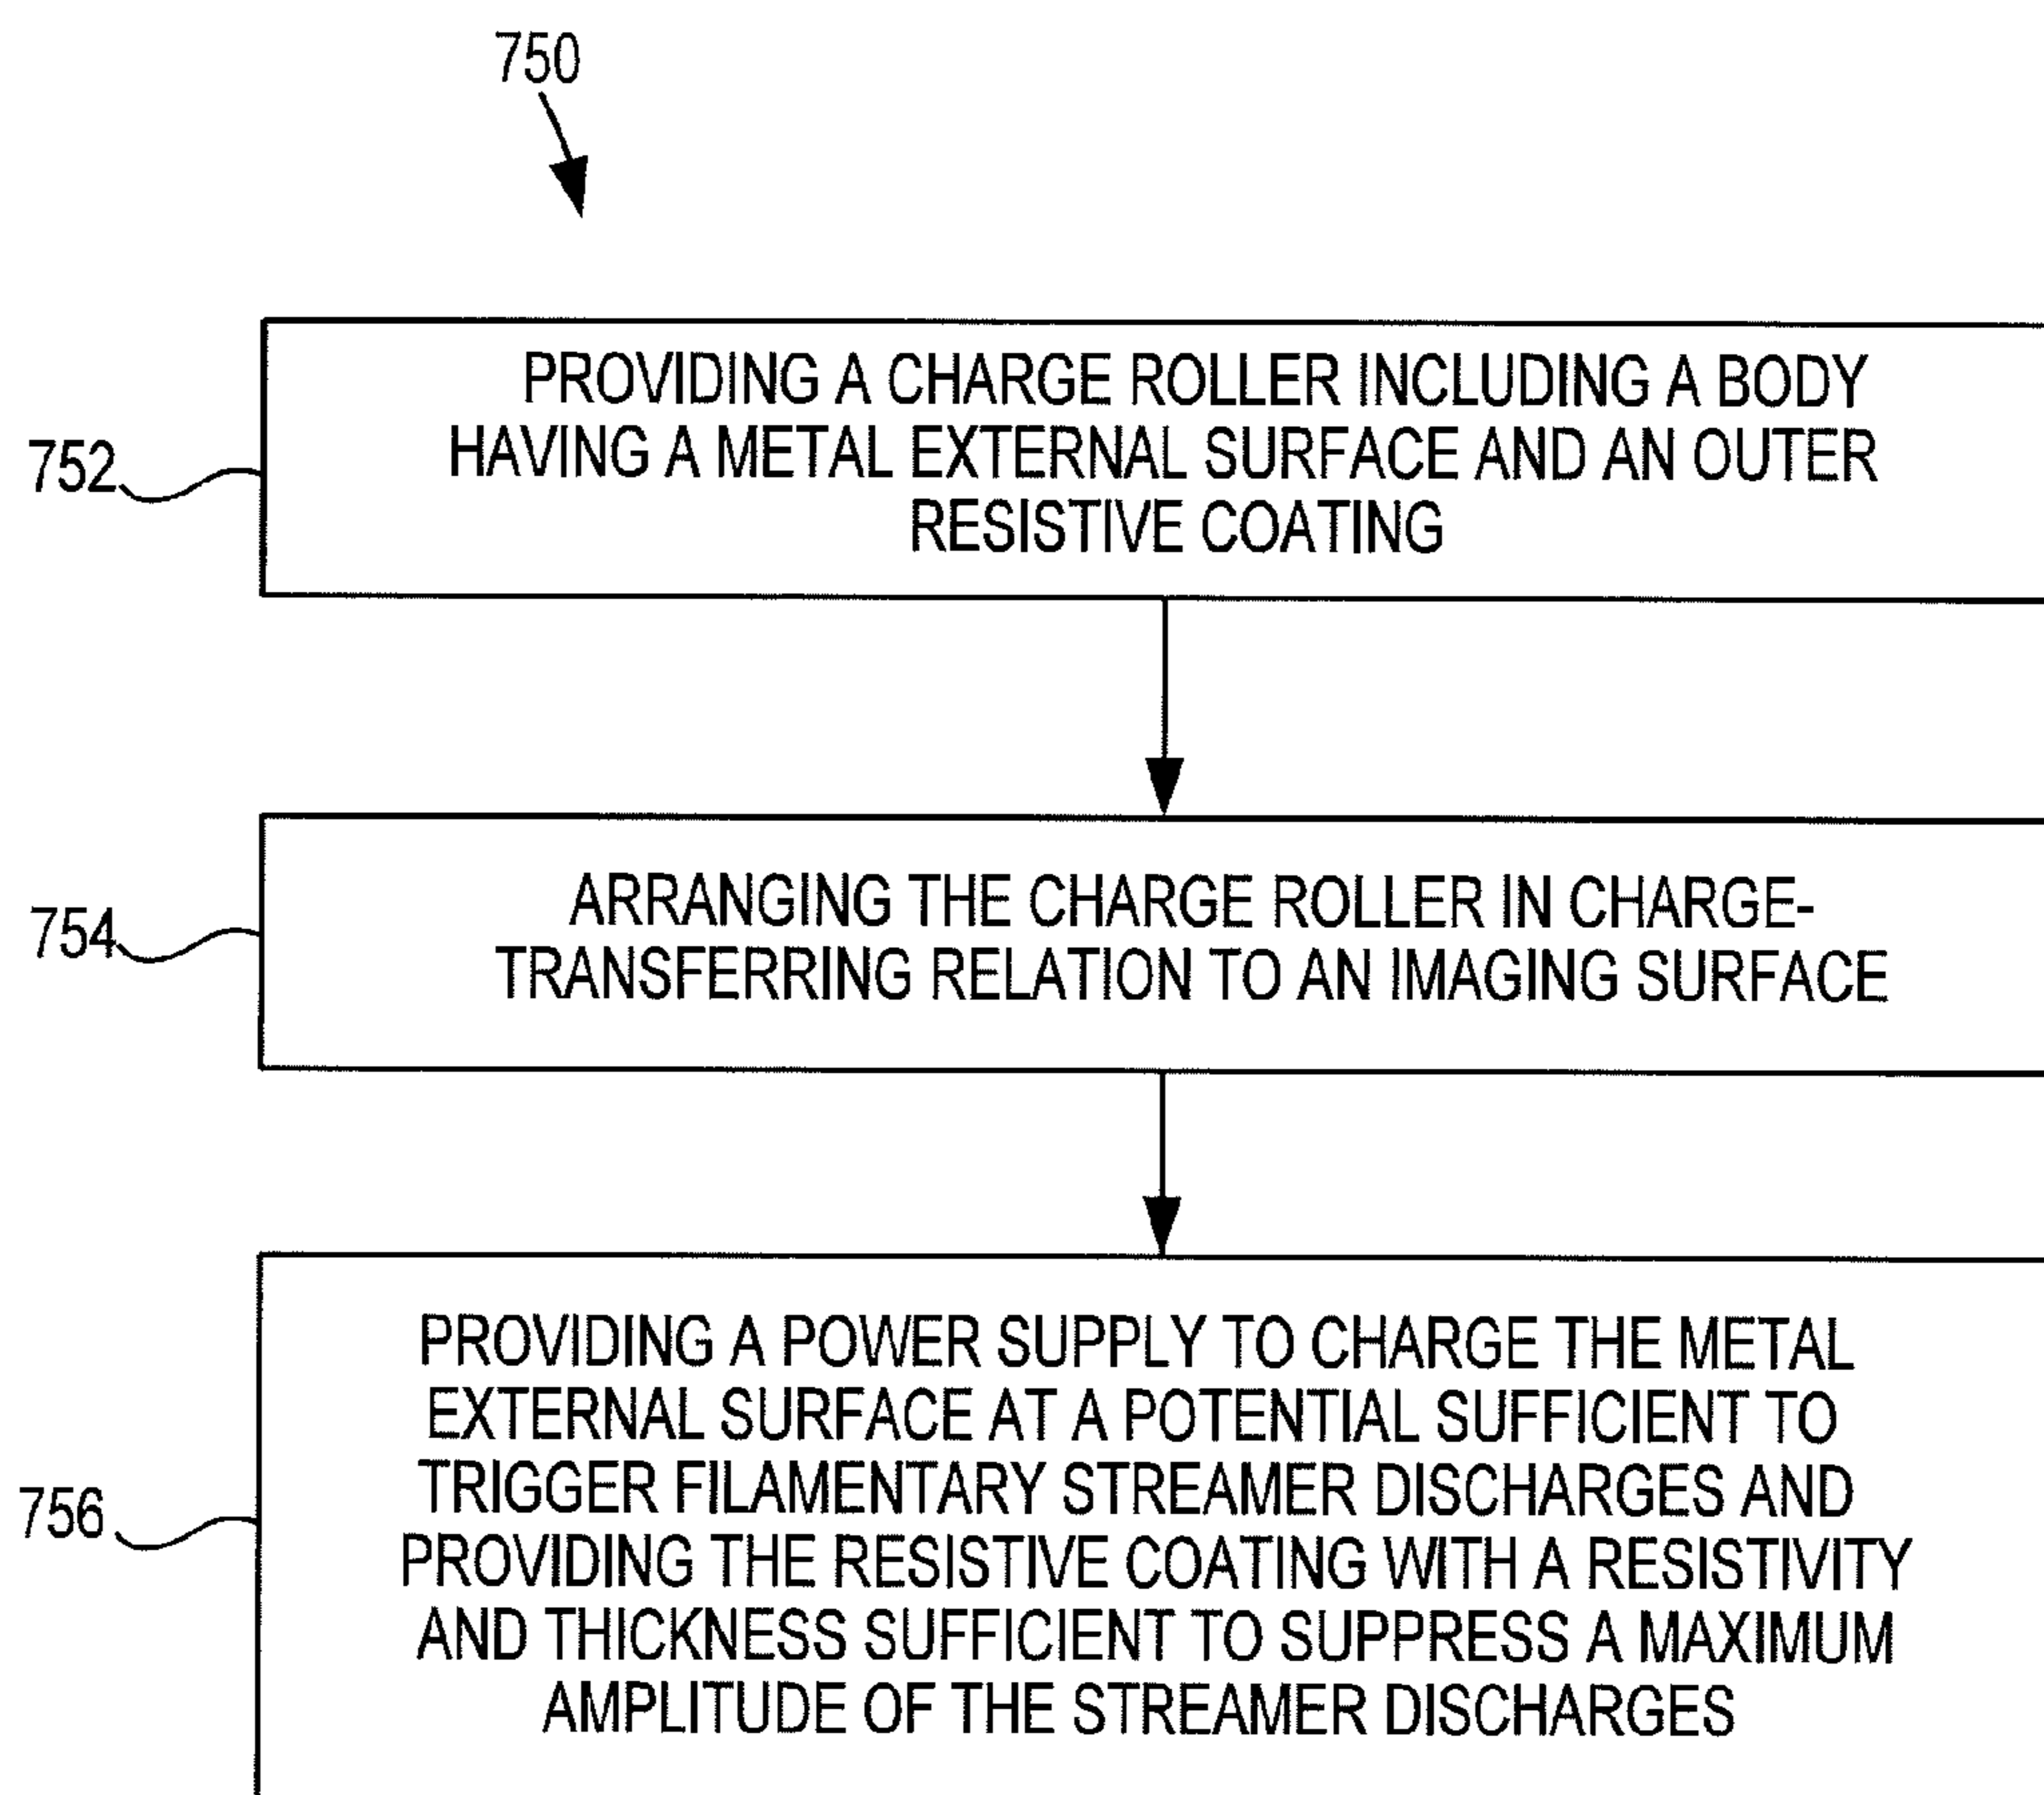 750
752
PROVIDING A CHARGE ROLLER INCLUDING A BODY
HAVING A METAL EXTERNAL SURFACE AND AN OUTER
RESISTIVE COATING
754
ARRANGING THE CHARGE ROLLER IN CHARGE-
TRANSFERRING RELATION TO AN IMAGING SURFACE
756
PROVIDING A POWER SUPPLY TO CHARGE THE METAL
EXTERNAL SURFACE AT A POTENTIAL SUFFICIENT TO
TRIGGER FILAMENTARY STREAMER DISCHARGES AND
PROVIDING THE RESISTIVE COATING WITH A RESISTIVITY
AND THICKNESS SUFFICIENT TO SUPPRESS A MAXIMUM
AMPLITUDE OF THE STREAMER DISCHARGES